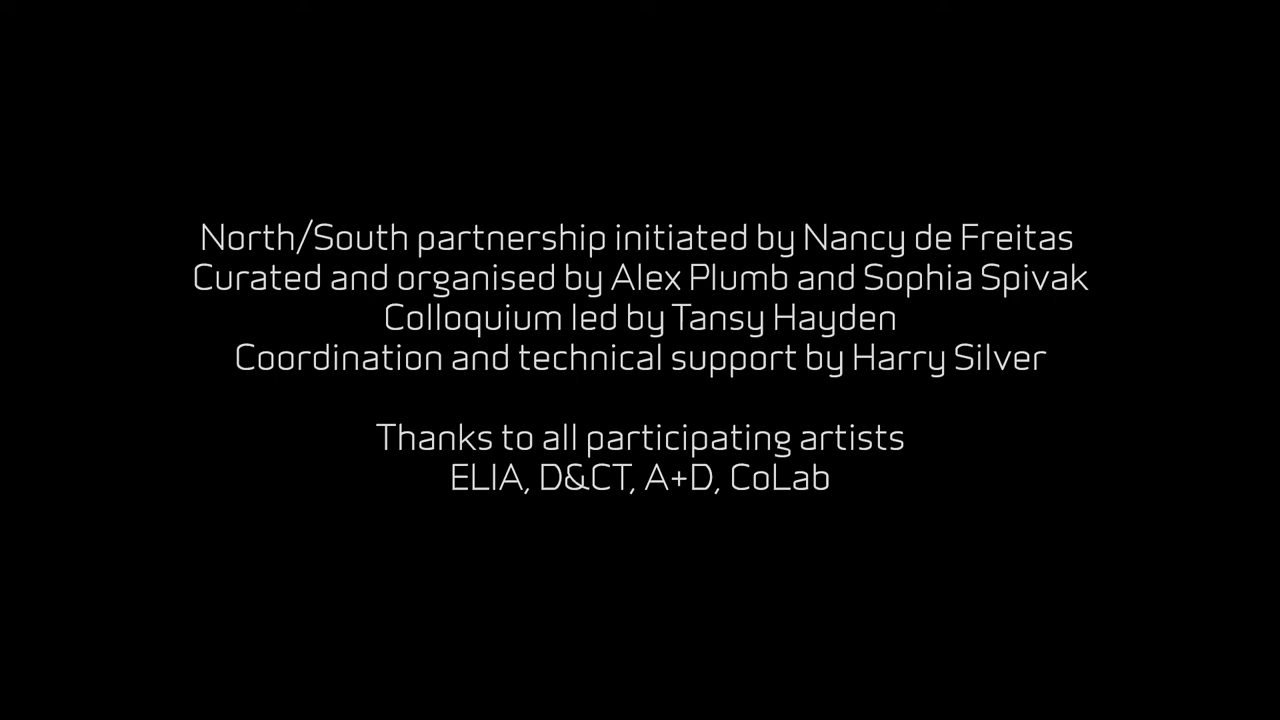 North/South partnership initiated by Nancy de Freitas
Curated and organised by Alex Plumb and Sophia Spivak
Colloquium led by Tansy Hayden
Coordination and technical support by Harry Silver
Thanks to all participating artists
ELIA, D&CT, A+D, CoLab